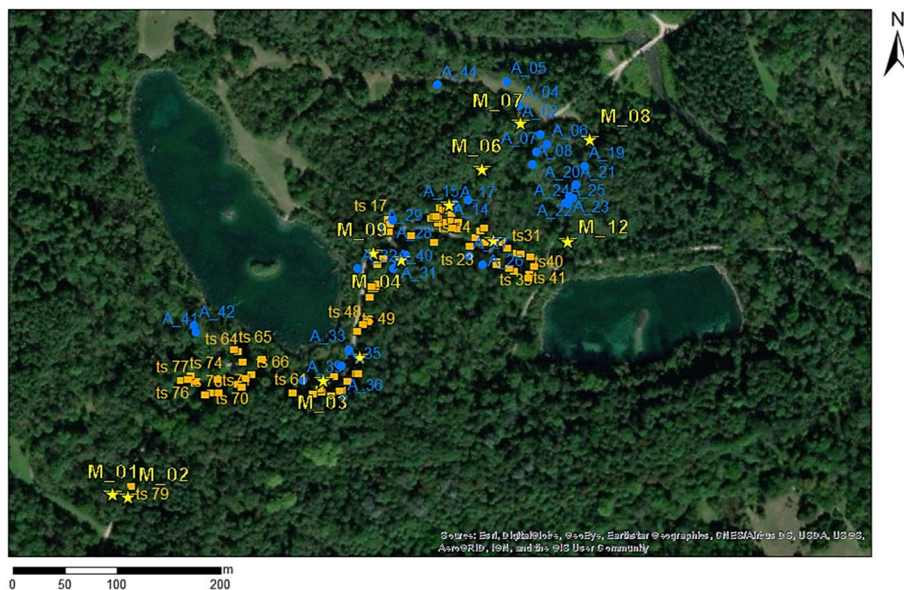 N
A_44
A_05
A_04
M_07
A_02
M_08
A_07
A_06
M_06
A_08
A_19
A_20
A_21
A_15
A_17
A_24
A_25
ts 17
A_14
A_22
A_23
A_29
M_09
A_28
ts31
M_12
ts 23
A_40
A_26
ts40
A_31
M_04
ts 41
ts 48
ts 49
A_42
A_41
A_33
ts 64
ts 65
ts 77
ts 74
ts 66
ts 61
A_36
ts 76
ts 70
M_03
M_01
M_02
ts 79
Source: Esri, DigitalGlobe, GeoEye, Earthstar Geographics, CNES/Airbus DS, USDA, USGS,
AeroGRID, IGN, and the GIS User Community
m
0 50 100 200